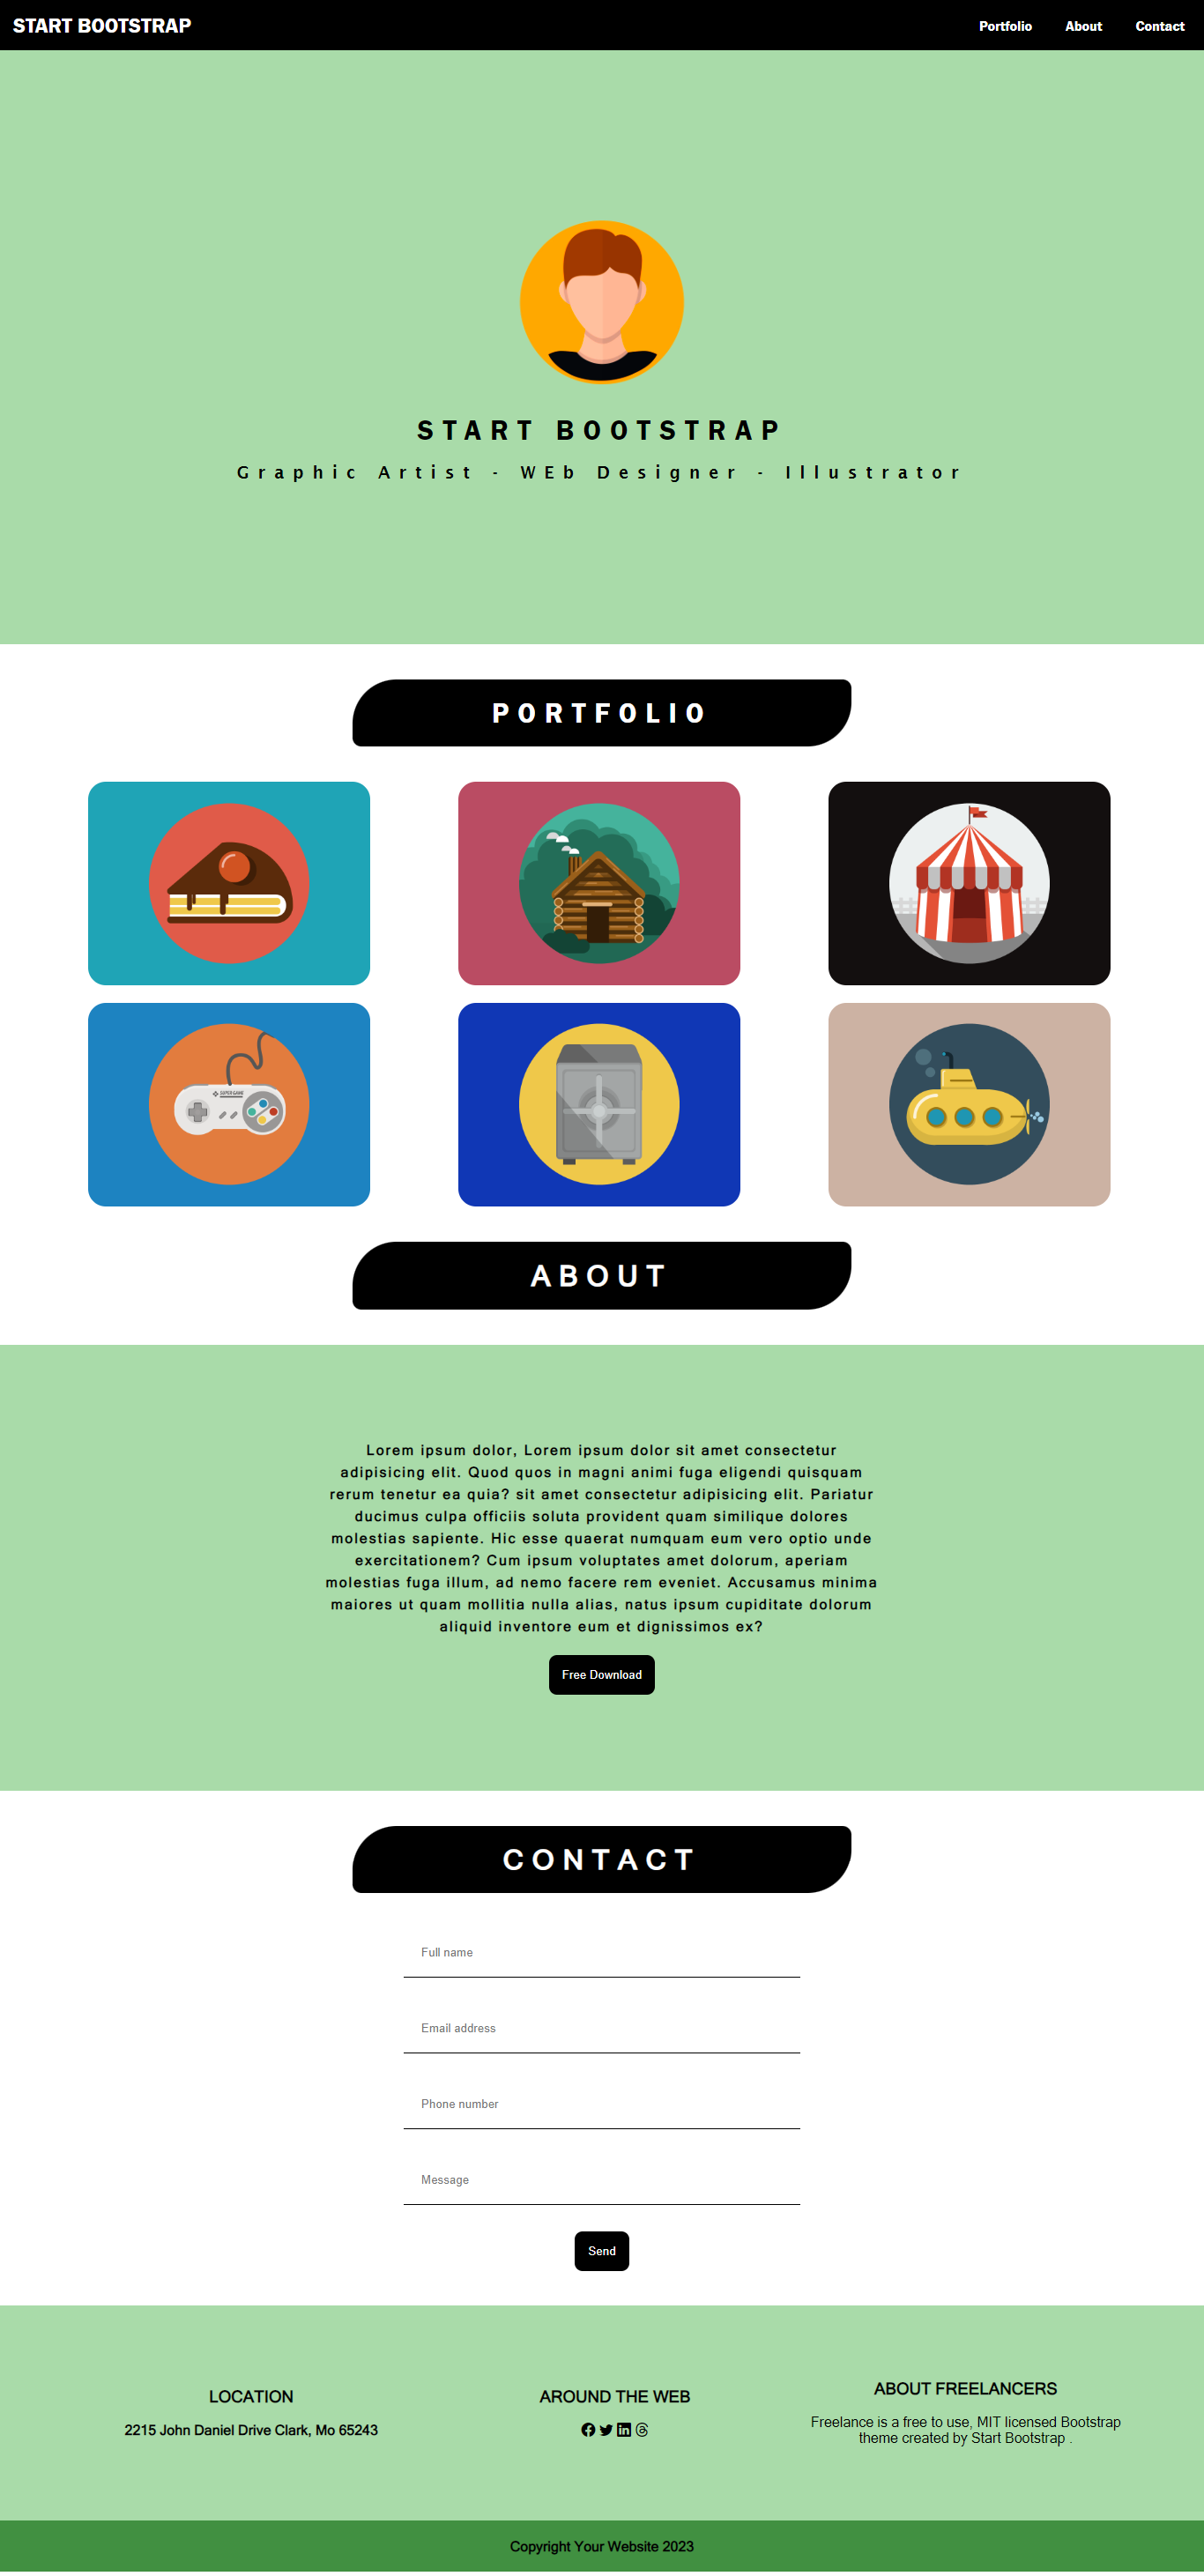 START BOOTSTRAP
Portfolio About Contact
START BOOTSTRAP
Graphic Artist - WEb Designer - Illustrator
PORTFOLIO
SUPER GAME
ABOUT
Lorem ipsum dolor, Lorem ipsum dolor sit amet consectetur
adipisicing elit. Quod quos in magni animi fuga eligendi quisquam
rerum tenetur ea quia? sit amet consectetur adipisicing elit. Pariatur
ducimus culpa officiis soluta provident quam similique dolores
molestias sapiente. Hic esse quaerat numquam eum vero optio unde
exercitationem? Cum ipsum voluptates amet dolorum, aperiam
molestias fuga illum, ad nemo facere rem eveniet. Accusamus minima
maiores ut quam mollitia nulla alias, natus ipsum cupiditate dolorum
aliquid inventore eum et dignissimos ex?
Free Download
CONTACT
Full name
Email address
Phone number
Message
Send
LOCATION
2215 John Daniel Drive Clark, Mo 65243
AROUND THE WEB
ABOUT FREELANCERS
Freelance is a free to use, MIT licensed Bootstrap
theme created by Start Bootstrap .
Copyright Your Website 2023